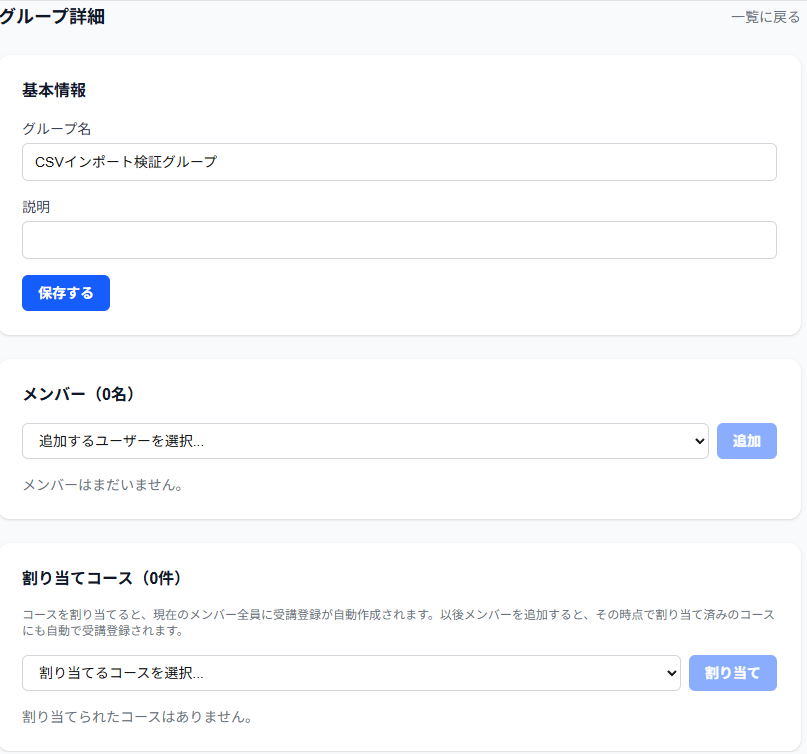 グループ詳細
一覧に戻る
基本情報
グループ名
CSVインポート検証グループ
説明
保存する
メンバー（0名）
追加するユーザーを選択...
追加
メンバーはまだいません。
割り当てコース（0件）
コースを割り当てると、現在のメンバー全員に受講登録が自動作成されます。以後メンバーを追加すると、その時点で割り当て済みのコース
にも自動で受講登録されます。
割り当てるコースを選択...
割り当て
割り当てられたコースはありません。